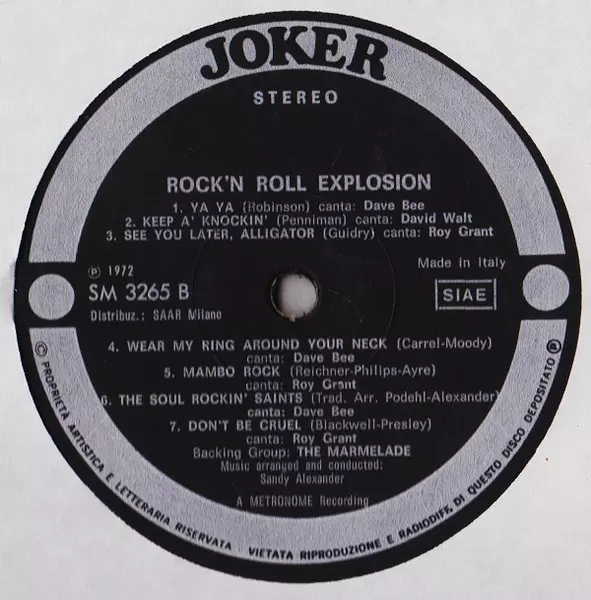 JOKER
STEREO
ROCK'N ROLL EXPLOSION
1. YA YA (Robinson) canta: Dave Bee
2. KEEP A' KNOCKIN' (Penniman) canta: David Walt
3. SEE YOU LATER, ALLIGATOR (Guidry) canta: Roy Grant
℗ 1972
SM 3265 B
Distribuz.: SAAR Milano
Made in Italy
SIAE
4. WEAR MY RING AROUND YOUR NECK (Carrel-Moody)
canta: Dave Bee
5. MAMBO ROCK (Reichner-Philips-Ayre)
canta: Roy Grant
6. THE SOUL ROCKIN' SAINTS (Trad. Arr. Podehl-Alexander)
canta: Dave Bee
7. DON'T BE CRUEL (Blackwell-Presley)
canta: Roy Grant
Backing Group: THE MARMELADE
Music arranged and conducted:
Sandy Alexander
A METRONOME Recording
© PROPRIETÀ ARTISTICA E LETTERARIA RISERVATA - VIETATA RIPRODUZIONE E RADIODIFF. DI QUESTO DISCO DEPOSITATO ℗